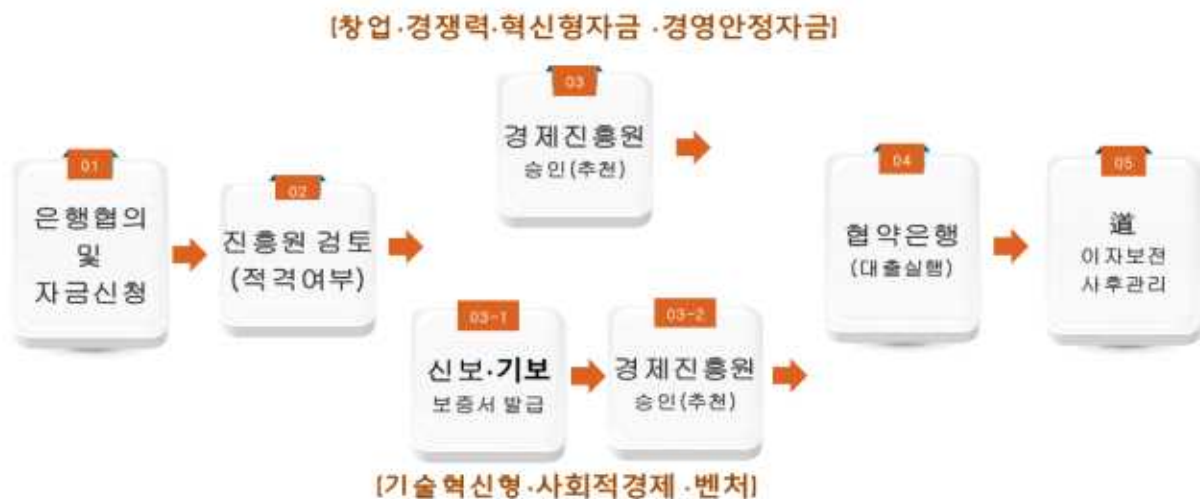 [창업·경쟁력·혁신형자금 ·경영안정자금]
01
은행협의
및
자금신청
02
진흥원 검토
(적격여부)
03
경제진흥원
승인(추천)
03-1
신보·기보
보증서 발급
03-2
경제진흥원
승인(추천)
04
협약은행
(대출실행)
05
道
이자보전
사후관리
[기술혁신형·사회적경제 ·벤처]